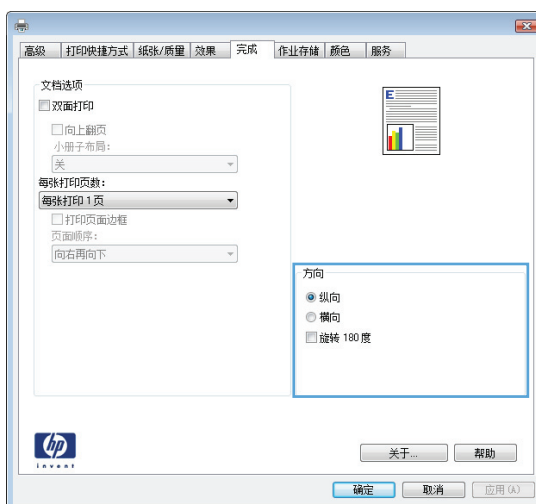 高级 打印快捷方式 纸张/质量 效果 完成 作业存储 颜色 服务
文档选项
双面打印
向上翻页
小册子布局:
关
每张打印页数:
每张打印 1 页
打印页面边框
页面顺序:
向右再向下
E
方向
纵向
横向
旋转 180 度
hp
invent
关于... 帮助
确定 取消 应用(A)